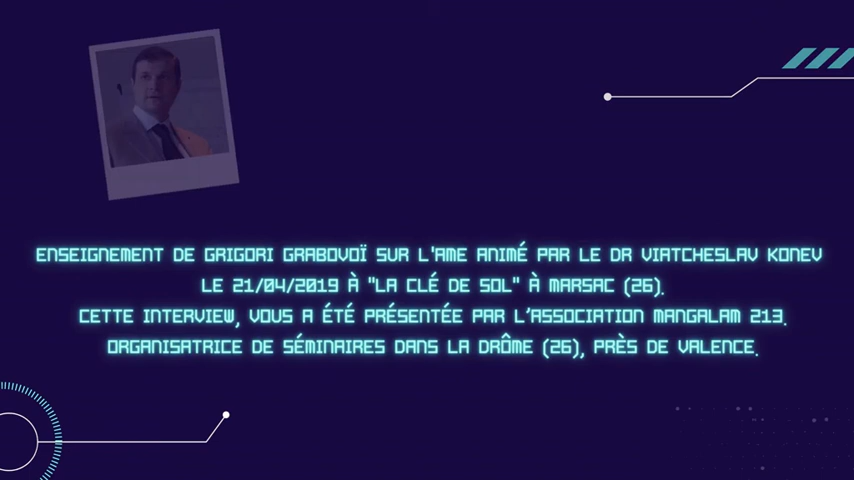 ENSEIGNEMENT DE GRIGORI GRABOVOÏ SUR L'AME ANIMÉ PAR LE DR VIATCHESLAV KONEV
LE 21/04/2019 À "LA CLÉ DE SOL" À MARSAC (26).
CETTE INTERVIEW, VOUS A ÉTÉ PRÉSENTÉE PAR L'ASSOCIATION MANGALAM 213.
ORGANISATRICE DE SÉMINAIRES DANS LA DRÔME (26), PRÈS DE VALENCE.